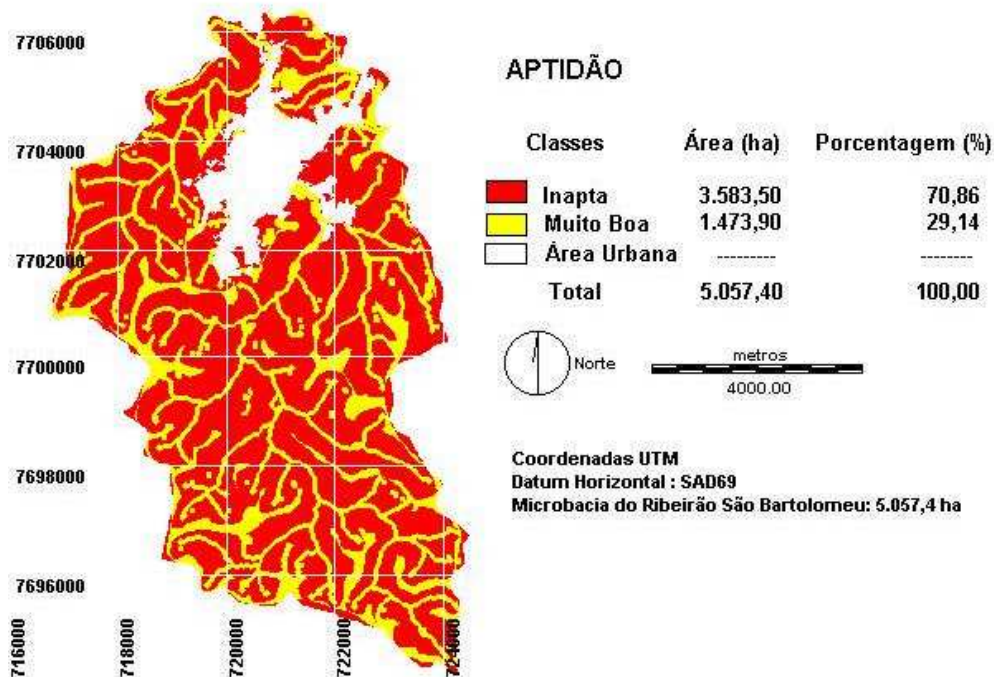 7706000
7704000
7702000
7700000
7698000
7696000
716000
718000
720000
722000
724000
APTIDÃO
Classes Área (ha) Porcentagem (%)
Inapta 3.583,50 70,86
Muito Boa 1.473,90 29,14
Área Urbana --------- --------
Total 5.057,40 100,00
Norte
metros
4000.00
Coordenadas UTM
Datum Horizontal : SAD69
Microbacia do Ribeirão São Bartolomeu: 5.057,4 ha